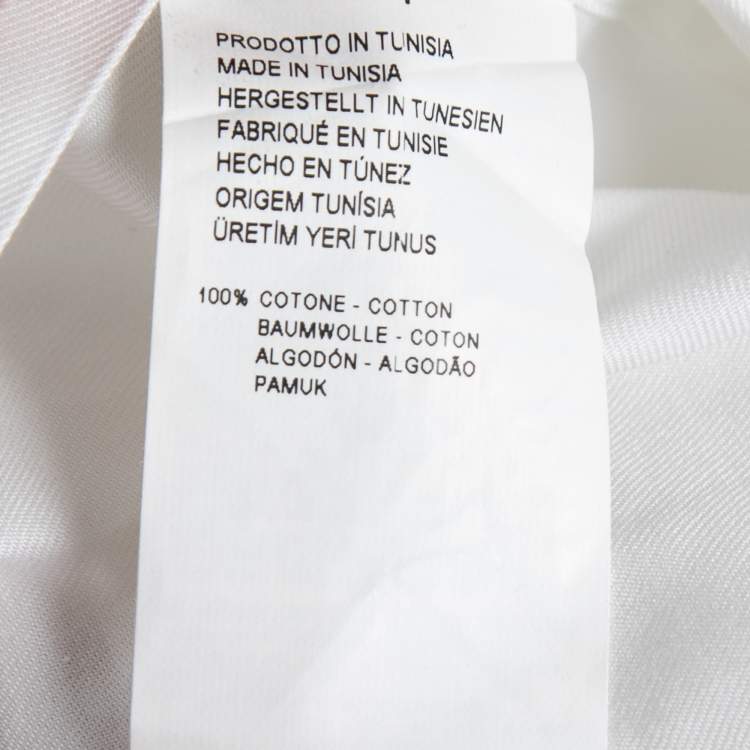 PRODOTTO IN TUNISIA
MADE IN TUNISIA
HERGESTELLT IN TUNESIEN
FABRIQUÉ EN TUNISIE
HECHO EN TÚNEZ
ORIGEM TUNÍSIA
ÜRETİM YERİ TUNUS
100% COTONE - COTTON
BAUMWOLLE - COTON
ALGODÓN - ALGODÃO
PAMUK